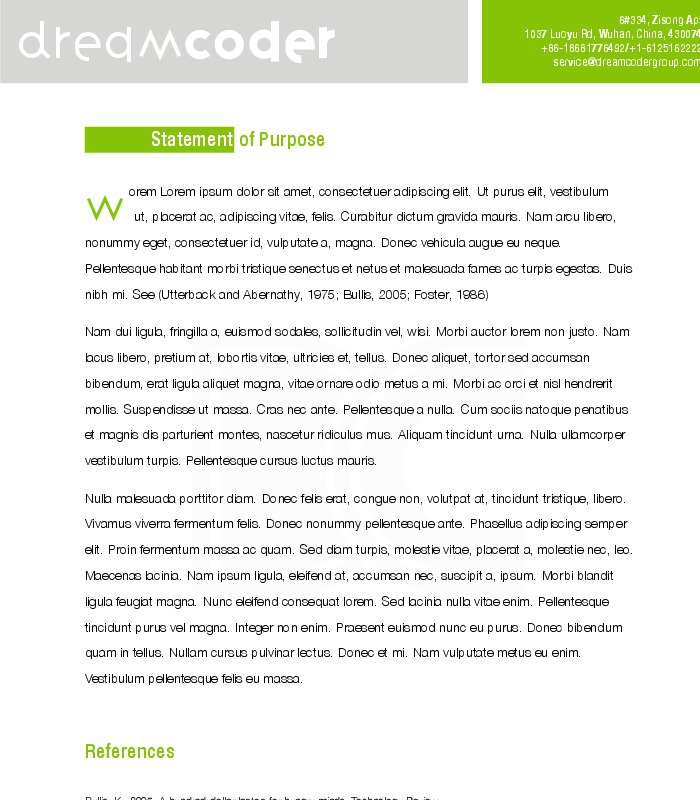 dreamcoder
6#334, Zisong Ap
1037 Luoyu Rd, Wuhan, China, 430074
+86-18681776492/+1-6125162222
service@dreamcodergroup.com
Statement of Purpose
Worem Lorem ipsum dolor sit amet, consectetuer adipiscing elit. Ut purus elit, vestibulum
ut, placerat ac, adipiscing vitae, felis. Curabitur dictum gravida mauris. Nam arcu libero,
nonummy eget, consectetuer id, vulputate a, magna. Donec vehicula augue eu neque.
Pellentesque habitant morbi tristique senectus et netus et malesuada fames ac turpis egestas. Duis
nibh mi. See (Utterback and Abernathy, 1975; Bullis, 2005; Foster, 1986)
Nam dui ligula, fringilla a, euismod sodales, sollicitudin vel, wisi. Morbi auctor lorem non justo. Nam
lacus libero, pretium at, lobortis vitae, ultricies et, tellus. Donec aliquet, tortor sed accumsan
bibendum, erat ligula aliquet magna, vitae ornare odio metus a mi. Morbi ac orci et nisl hendrerit
mollis. Suspendisse ut massa. Cras nec ante. Pellentesque a nulla. Cum sociis natoque penatibus
et magnis dis parturient montes, nascetur ridiculus mus. Aliquam tincidunt urna. Nulla ullamcorper
vestibulum turpis. Pellentesque cursus luctus mauris.
Nulla malesuada porttitor diam. Donec felis erat, congue non, volutpat at, tincidunt tristique, libero.
Vivamus viverra fermentum felis. Donec nonummy pellentesque ante. Phasellus adipiscing semper
elit. Proin fermentum massa ac quam. Sed diam turpis, molestie vitae, placerat a, molestie nec, leo.
Maecenas lacinia. Nam ipsum ligula, eleifend at, accumsan nec, suscipit a, ipsum. Morbi blandit
ligula feugiat magna. Nunc eleifend consequat lorem. Sed lacinia nulla vitae enim. Pellentesque
tincidunt purus vel magna. Integer non enim. Praesent euismod nunc eu purus. Donec bibendum
quam in tellus. Nullam cursus pulvinar lectus. Donec et mi. Nam vulputate metus eu enim.
Vestibulum pellentesque felis eu massa.
References